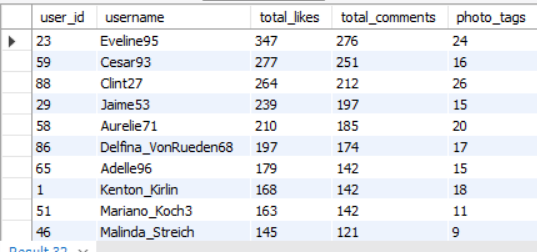 user_id username total_likes total_comments photo_tags
23 Eveline95 347 276 24
59 Cesar93 277 251 16
88 Clint27 264 212 26
29 Jaime53 239 197 15
58 Aurelie71 210 185 20
86 Delfina_VonRueden68 197 174 17
65 Adelle96 179 142 15
1 Kenton_Kirlin 168 142 18
51 Mariano_Koch3 163 142 11
46 Malinda_Streich 145 121 9
Result 32